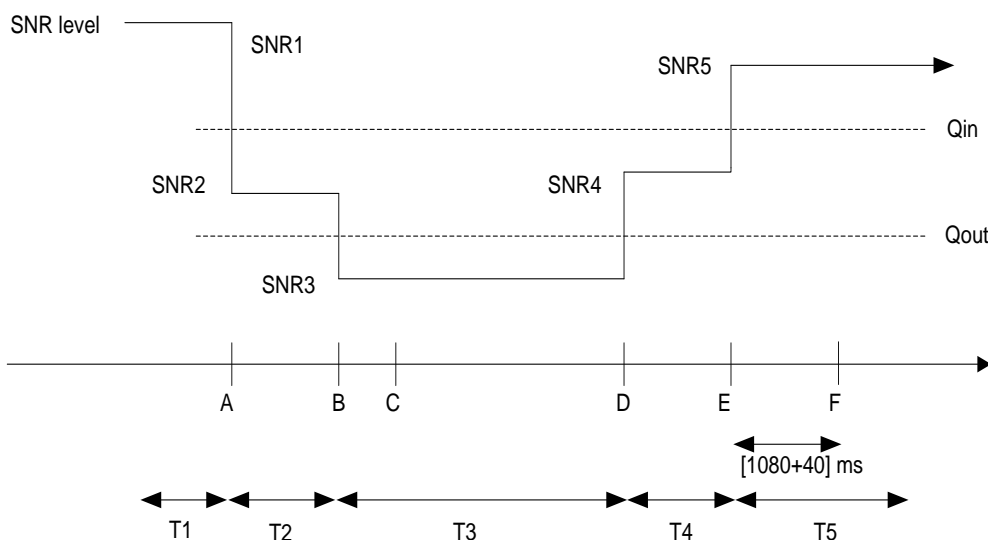 SNR level
SNR1
SNR5
Qin
SNR2
SNR4
Qout
SNR3
A B C D E F
[1080+40] ms
T1 T2 T3 T4 T5